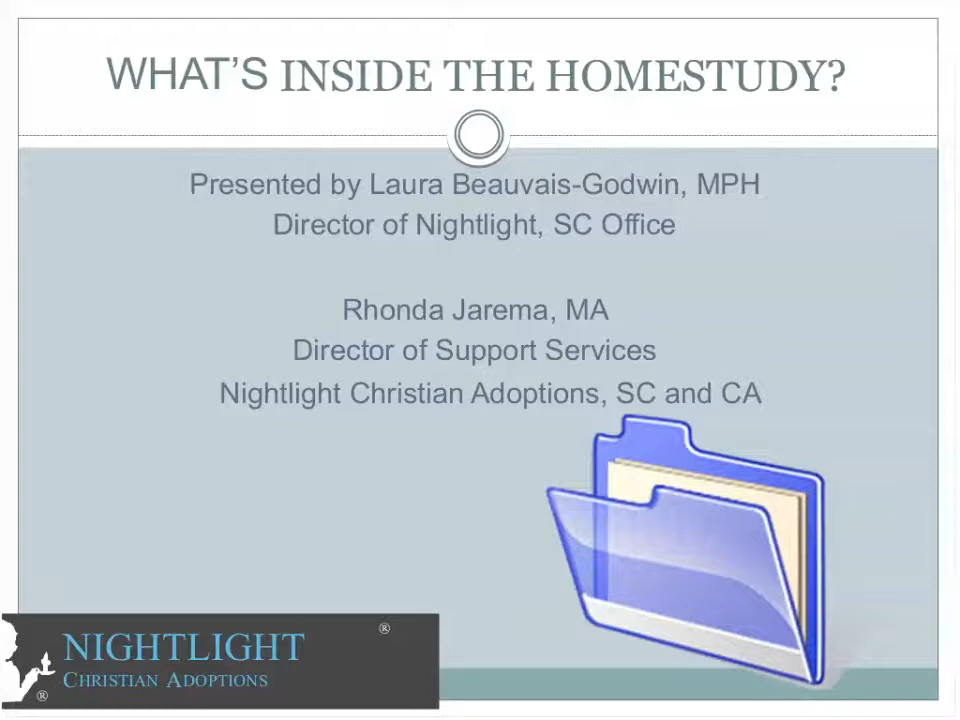 WHAT’S INSIDE THE HOMESTUDY?
Presented by Laura Beauvais-Godwin, MPH
Director of Nightlight, SC Office
Rhonda Jarema, MA
Director of Support Services
Nightlight Christian Adoptions, SC and CA
NIGHTLIGHT ®
CHRISTIAN ADOPTIONS
®